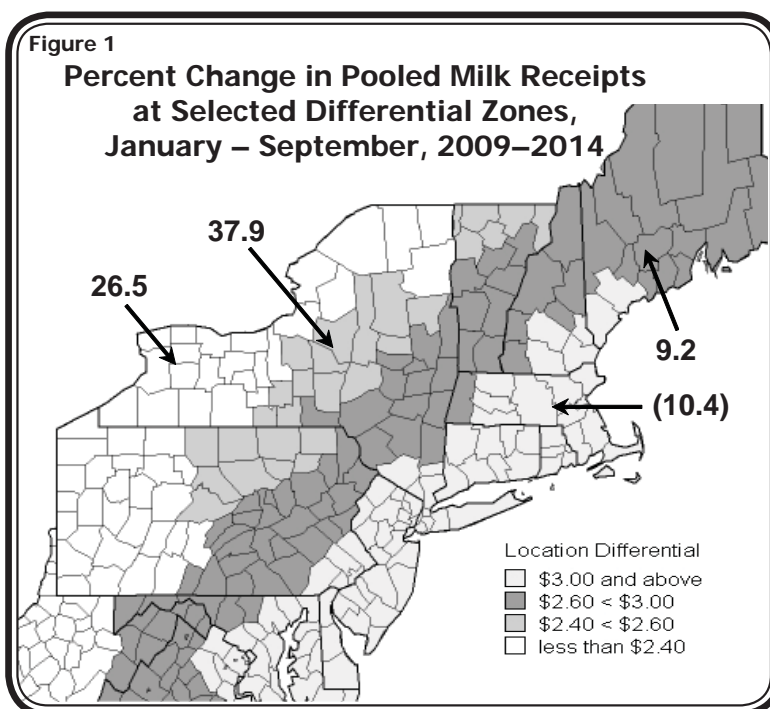 Figure 1
Percent Change in Pooled Milk Receipts
at Selected Differential Zones,
January – September, 2009–2014
37.9
26.5
9.2
(10.4)
Location Differential
$3.00 and above
$2.60 < $3.00
$2.40 < $2.60
less than $2.40